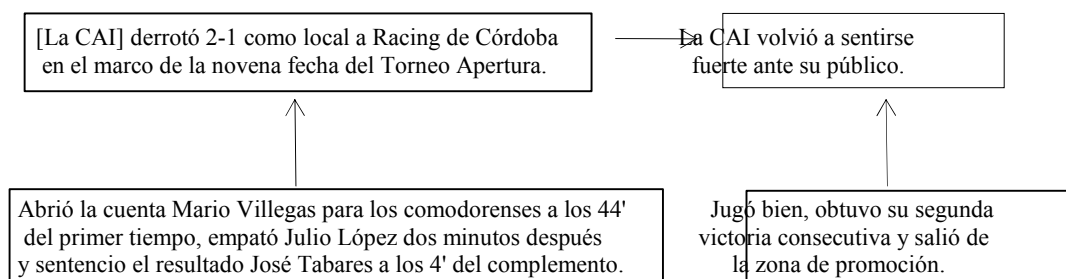 [La CAI] derrotó 2-1 como local a Racing de Córdoba
en el marco de la novena fecha del Torneo Apertura.
La CAI volvió a sentirse
fuerte ante su público.
Abrió la cuenta Mario Villegas para los comodorenses a los 44'
del primer tiempo, empató Julio López dos minutos después
y sentencio el resultado José Tabares a los 4' del complemento.
Jugó bien, obtuvo su segunda
victoria consecutiva y salió de
la zona de promoción.